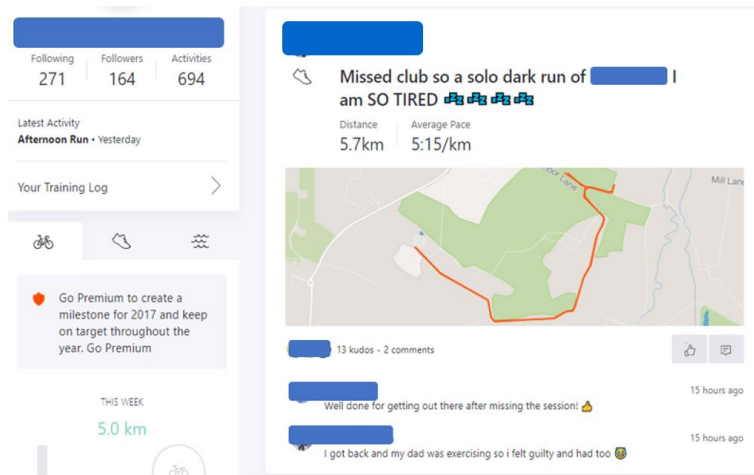 Following Followers Activities
271 164 694
Latest Activity
Afternoon Run • Yesterday
Your Training Log
Go Premium to create a
milestone for 2017 and keep
on target throughout the
year. Go Premium
THIS WEEK
5.0 km
Missed club so a solo dark run of I
am SO TIRED 💤 💤 💤 💤
Distance Average Pace
5.7km 5:15/km
Lane
Mill Lane
13 kudos • 2 comments
15 hours ago
Well done for getting out there after missing the session! 👍
15 hours ago
I got back and my dad was exercising so i felt guilty and had too